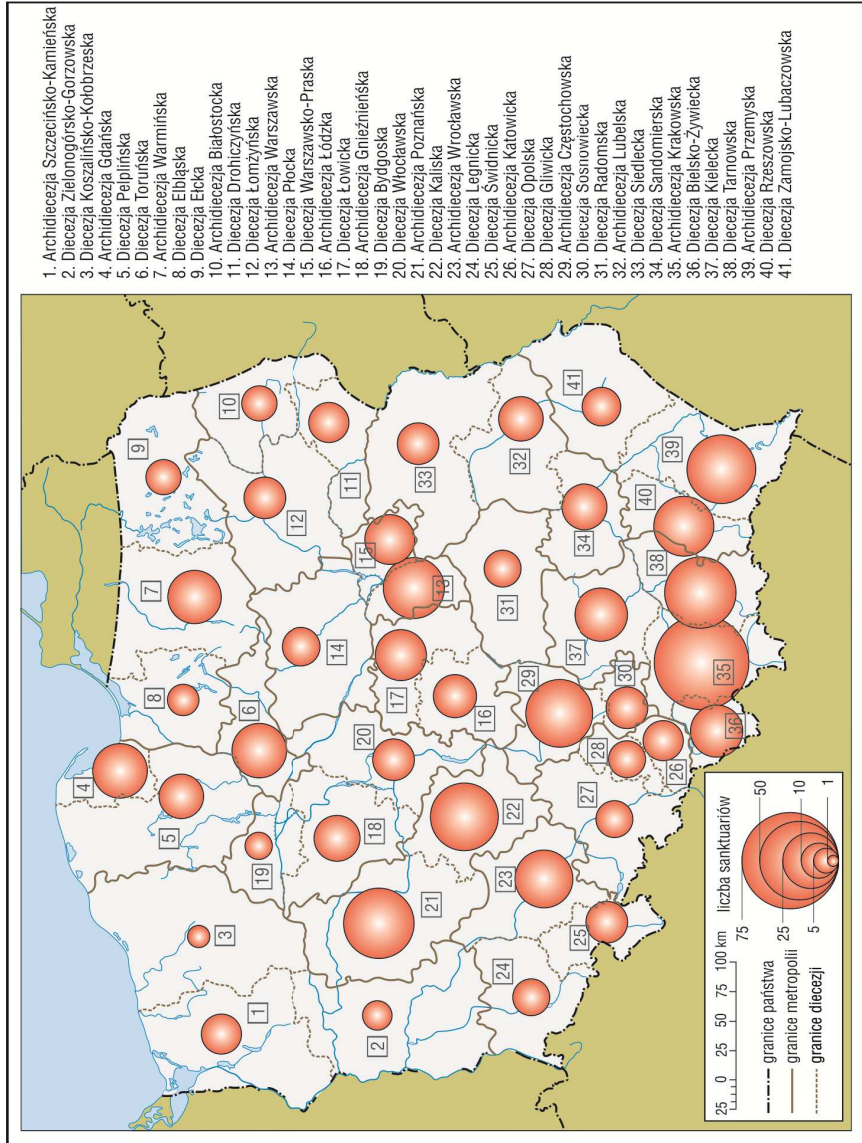 1. Archidiecezja Szczecińsko-Kamieńska
2. Diecezja Zielonogórsko-Gorzowska
3. Diecezja Koszalińsko-Kołobrzeska
4. Archidiecezja Gdańska
5. Diecezja Pelplińska
6. Diecezja Toruńska
7. Archidiecezja Warmińska
8. Diecezja Elbląska
9. Diecezja Ełcka
10. Archidiecezja Białostocka
11. Diecezja Drohiczyńska
12. Diecezja Łomżyńska
13. Archidiecezja Warszawska
14. Diecezja Płocka
15. Diecezja Warszawsko-Praska
16. Archidiecezja Łódzka
17. Diecezja Łowicka
18. Archidiecezja Gnieźnieńska
19. Diecezja Bydgoska
20. Diecezja Włocławska
21. Archidiecezja Poznańska
22. Diecezja Kaliska
23. Archidiecezja Wrocławska
24. Diecezja Legnicka
25. Diecezja Świdnicka
26. Archidiecezja Katowicka
27. Diecezja Opolska
28. Diecezja Gliwicka
29. Archidiecezja Częstochowska
30. Diecezja Sosnowiecka
31. Diecezja Radomska
32. Archidiecezja Lubelska
33. Diecezja Siedlecka
34. Diecezja Sandomierska
35. Archidiecezja Krakowska
36. Diecezja Bielsko-Żywiecka
37. Diecezja Kielecka
38. Diecezja Tarnowska
39. Archidiecezja Przemyska
40. Diecezja Rzeszowska
41. Diecezja Zamojsko-Lubaczowska
4
8
7
9
5
3
6
10
1
19
12
14
18
20
11
15
21
17
13
2
33
16
22
31
32
23
29
24
34
41
37
27
28
30
25
40
26
38
39
36
35
25 0 25 50 75 100 km
granice państwa
granice metropolii
granice diecezji
liczba sanktuariów
75
50
25
10
5
1